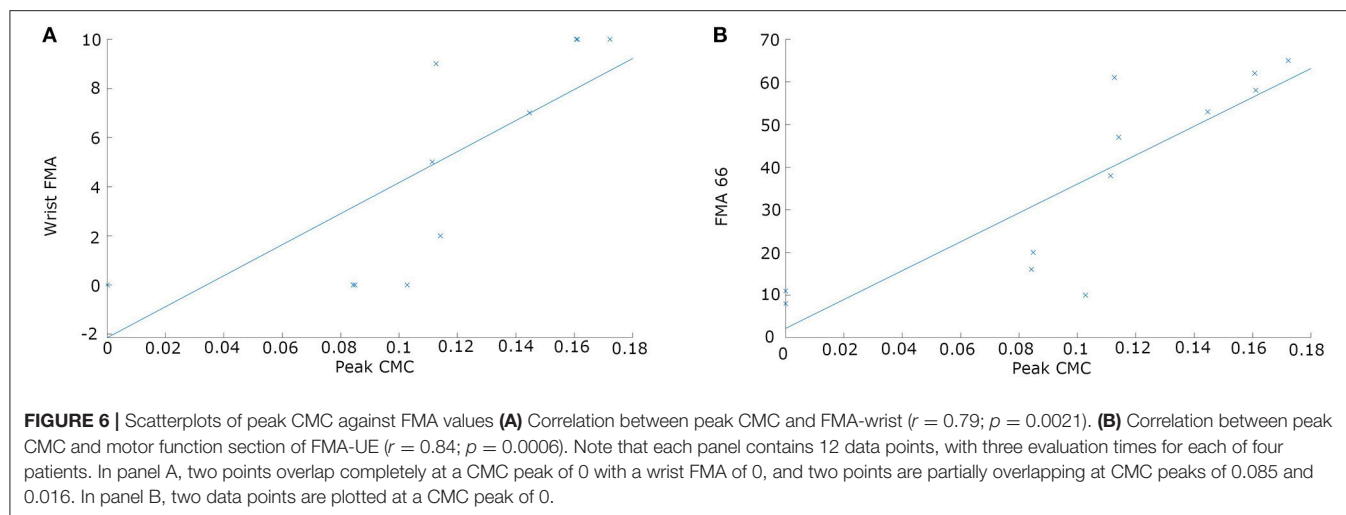 A
10
8
6
4
2
0
-2
Wrist FMA
0 0.02 0.04 0.06 0.08 0.1 0.12 0.14 0.16 0.18
Peak CMC
B
70
60
50
40
30
20
10
0
FMA 66
0 0.02 0.04 0.06 0.08 0.1 0.12 0.14 0.16 0.18
Peak CMC
FIGURE 6 | Scatterplots of peak CMC against FMA values (A) Correlation between peak CMC and FMA-wrist (r = 0.79; p = 0.0021). (B) Correlation between peak
CMC and motor function section of FMA-UE (r = 0.84; p = 0.0006). Note that each panel contains 12 data points, with three evaluation times for each of four
patients. In panel A, two points overlap completely at a CMC peak of 0 with a wrist FMA of 0, and two points are partially overlapping at CMC peaks of 0.085 and
0.016. In panel B, two data points are plotted at a CMC peak of 0.